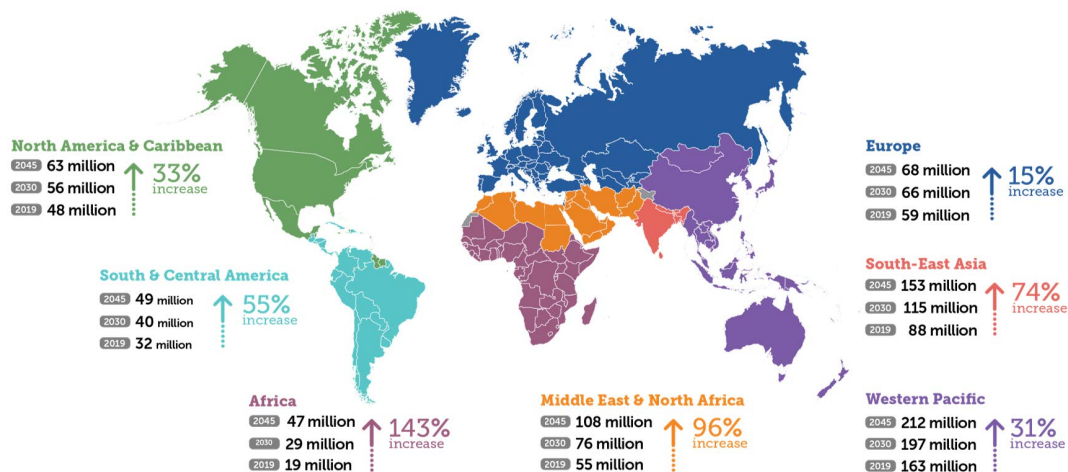 North America & Caribbean
2045 63 million
2030 56 million
2019 48 million
33%
increase
South & Central America
2045 49 million
2030 40 million
2019 32 million
55%
increase
Africa
2045 47 million
2030 29 million
2019 19 million
143%
increase
Middle East & North Africa
2045 108 million
2030 76 million
2019 55 million
96%
increase
Europe
2045 68 million
2030 66 million
2019 59 million
15%
increase
South-East Asia
2045 153 million
2030 115 million
2019 88 million
74%
increase
Western Pacific
2045 212 million
2030 197 million
2019 163 million
31%
increase